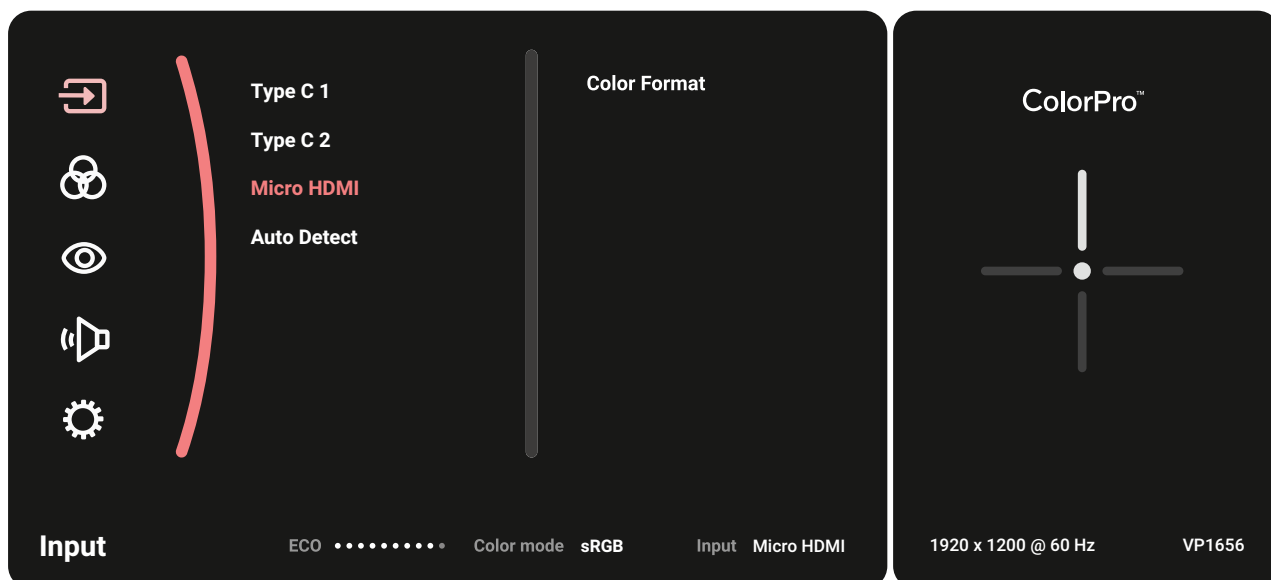 Type C 1
Type C 2
Micro HDMI
Auto Detect
Color Format
Input
ECO
Color mode sRGB
Input Micro HDMI
ColorPro™
1920 x 1200 @ 60 Hz
VP1656